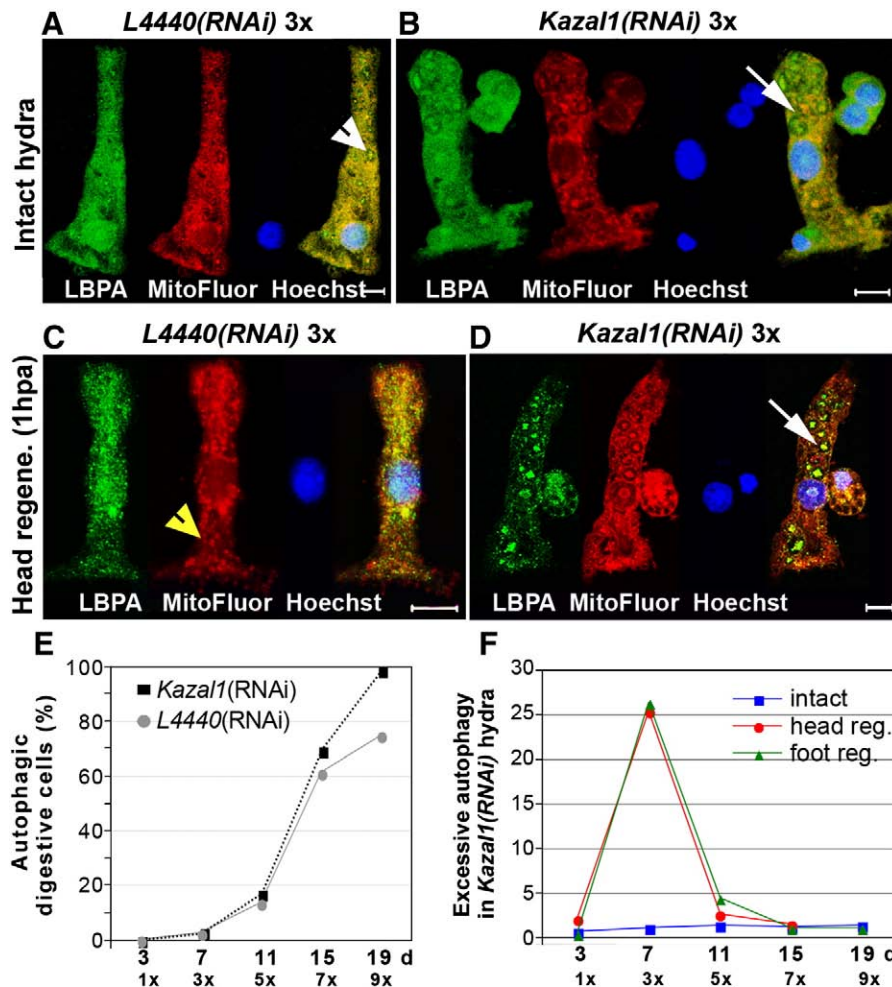 A L4440(RNAi) 3x
B Kazal1(RNAi) 3x
Intact hydra
LBPA MitoFluor Hoechst
LBPA MitoFluor Hoechst
C L4440(RNAi) 3x
D Kazal1(RNAi) 3x
Head regene. (1hpa)
LBPA MitoFluor Hoechst
LBPA MitoFluor Hoechst
E
Autophagic
digestive cells (%)
100
80
60
40
20
0
Kazal1(RNAi)
L4440(RNAi)
3 7 11 15 19 d
1x 3x 5x 7x 9x
F
Excessive autophagy
in Kazal1(RNAi) hydra
30
25
20
15
10
5
0
intact
head reg.
foot reg.
3 7 11 15 19 d
1x 3x 5x 7x 9x